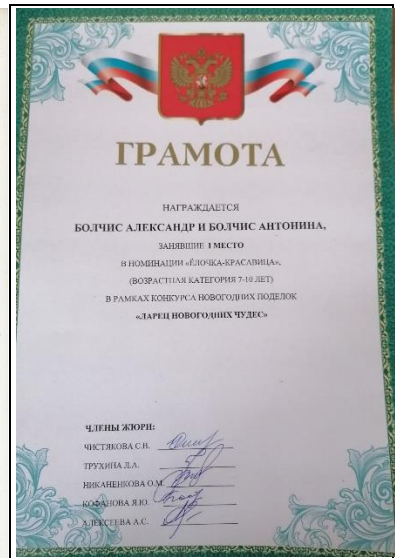 ГРАМОТА
НАГРАЖДАЕТСЯ
БОЛЧИС АЛЕКСАНДР И БОЛЧИС АНТОНИНА,
ЗАНЯВШИЕ I МЕСТО
В НОМИНАЦИИ «ЁЛОЧКА-КРАСАВИЦА»,
(ВОЗРАСТНАЯ КАТЕГОРИЯ 7-10 ЛЕТ)
В РАМКАХ КОНКУРСА НОВОГОДНИХ ПОДЕЛОК
«ЛАРЕЦ НОВОГОДНИХ ЧУДЕС»
ЧЛЕНЫ ЖЮРИ:
ЧИСТЯКОВА С.В.
ТРУХИНА Л.А.
НИКАНЕНКОВА О.М.
КОФАНОВА Я.Ю.
АЛЕКСЕЕВА А.С.